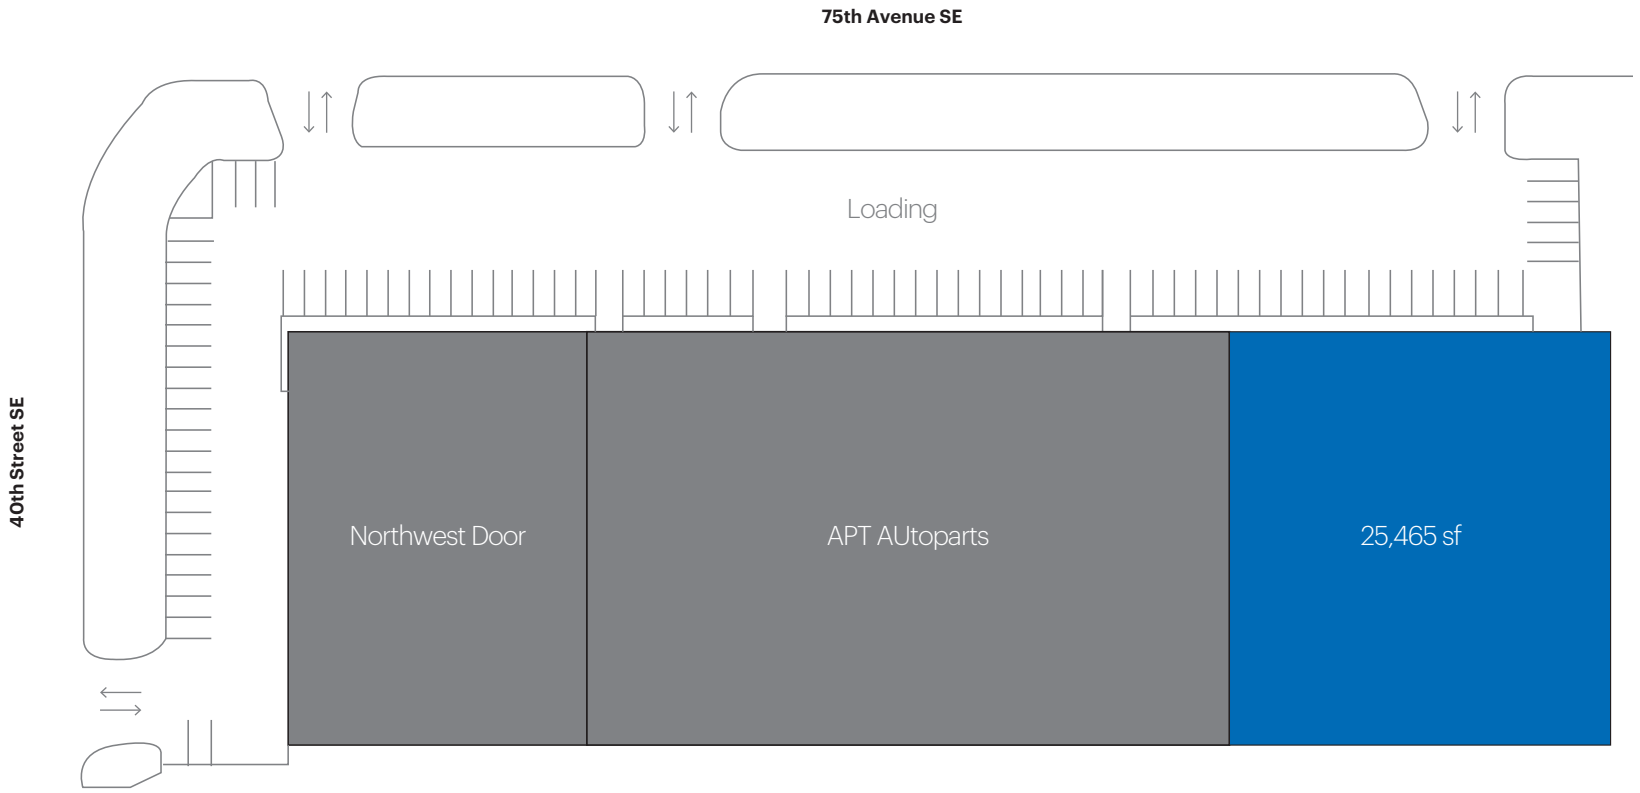 75th Avenue SE
Loading
40th Street SE
Northwest Door
APT AUtoparts
25,465 sf